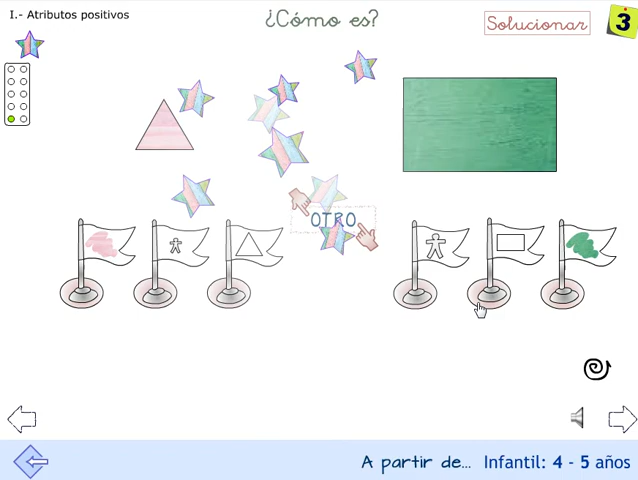 I.- Atributos positivos
¿Cómo es?
Solucionar
3
OTRO
A partir de... Infantil: 4 - 5 años